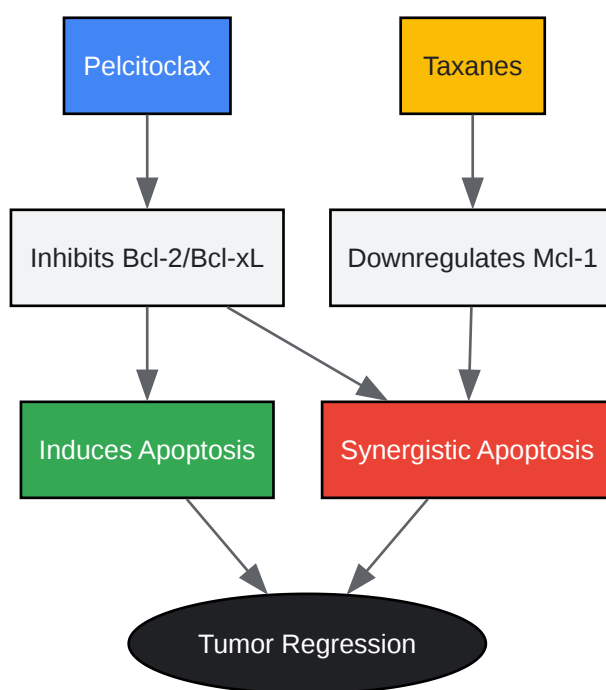 Pelcitoclax
Taxanes
Inhibits Bcl-2/Bcl-xL
Downregulates Mcl-1
Induces Apoptosis
Synergistic Apoptosis
Tumor Regression